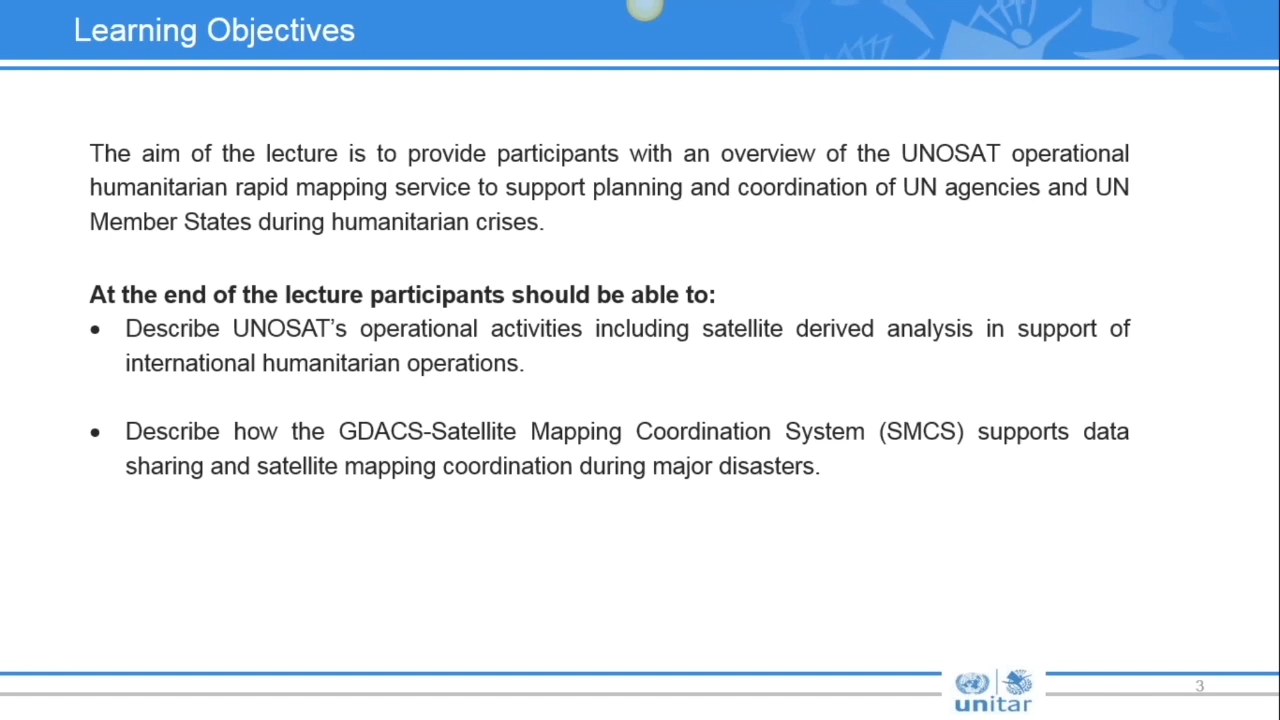 Learning Objectives
The aim of the lecture is to provide participants with an overview of the UNOSAT operational
humanitarian rapid mapping service to support planning and coordination of UN agencies and UN
Member States during humanitarian crises.
At the end of the lecture participants should be able to:
• Describe UNOSAT’s operational activities including satellite derived analysis in support of
international humanitarian operations.
• Describe how the GDACS-Satellite Mapping Coordination System (SMCS) supports data
sharing and satellite mapping coordination during major disasters.
unitar
3